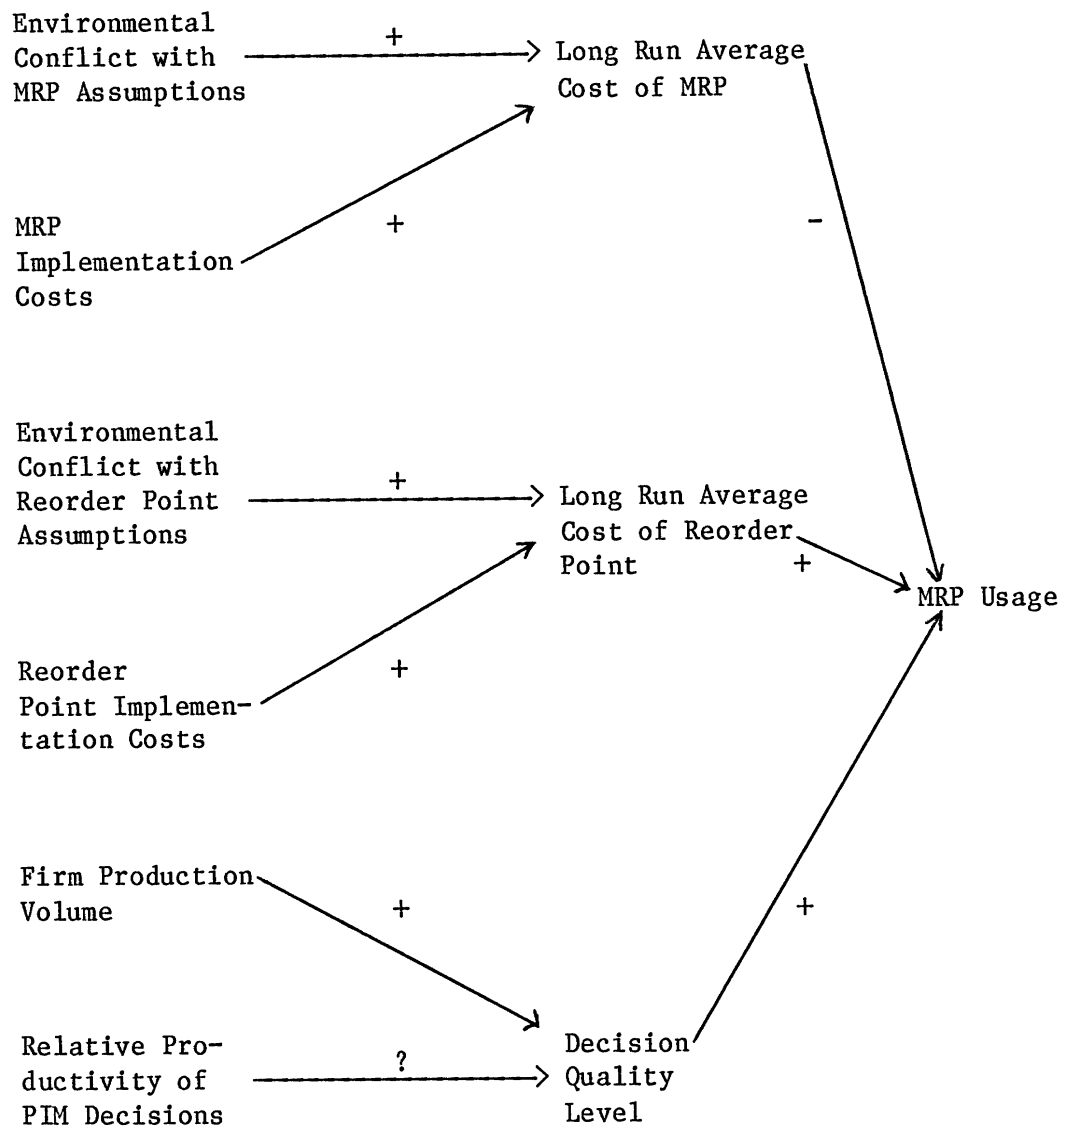 Environmental
Conflict with
MRP Assumptions
+
Long Run Average
Cost of MRP
MRP
Implementation
Costs
+
-
Environmental
Conflict with
Reorder Point
Assumptions
+
Long Run Average
Cost of Reorder
Point
+
MRP Usage
Reorder
Point Implemen-
tation Costs
+
Firm Production
Volume
+
+
Relative Pro-
ductivity of
PIM Decisions
?
Decision
Quality
Level